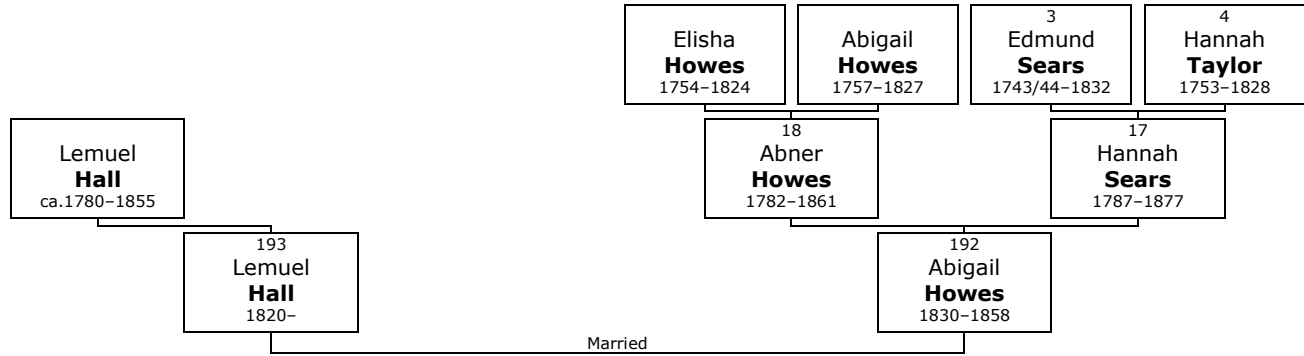 Elisha
Howes
1754–1824
Abigail
Howes
1757–1827
3
Edmund
Sears
1743/44–1832
4
Hannah
Taylor
1753–1828
Lemuel
Hall
ca.1780–1855
18
Abner
Howes
1782–1861
17
Hannah
Sears
1787–1877
193
Lemuel
Hall
1820–
192
Abigail
Howes
1830–1858
Married